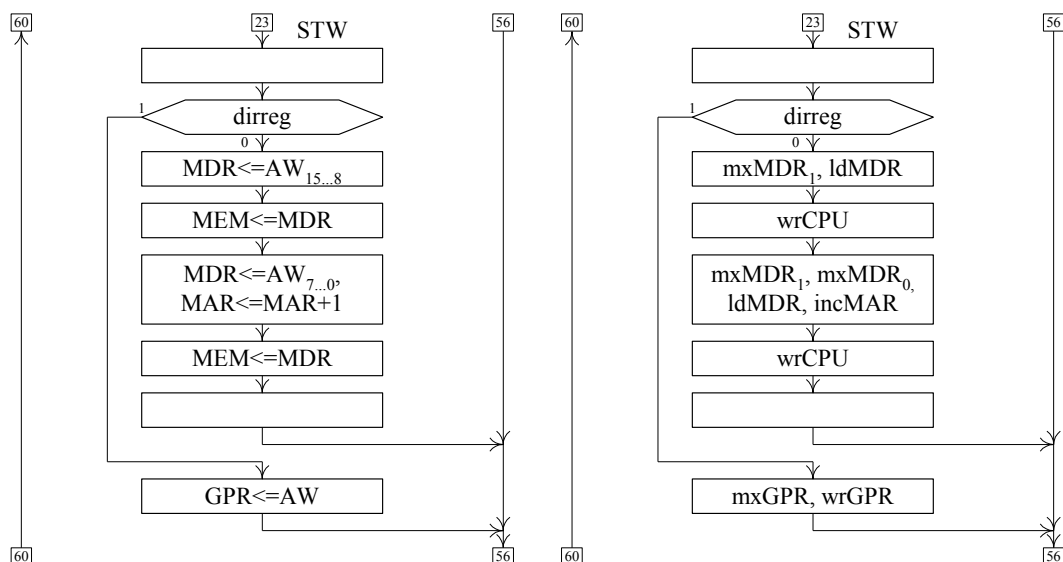 60
23
STW
56
1
dirreg
0
MDR<=AW15...8
MEM<=MDR
MDR<=AW7...0,
MAR<=MAR+1
MEM<=MDR
GPR<=AW
60
56
60
23
STW
56
1
dirreg
0
mxMDR1, ldMDR
wrCPU
mxMDR1, mxMDR0,
ldMDR, incMAR
wrCPU
mxGPR, wrGPR
60
56